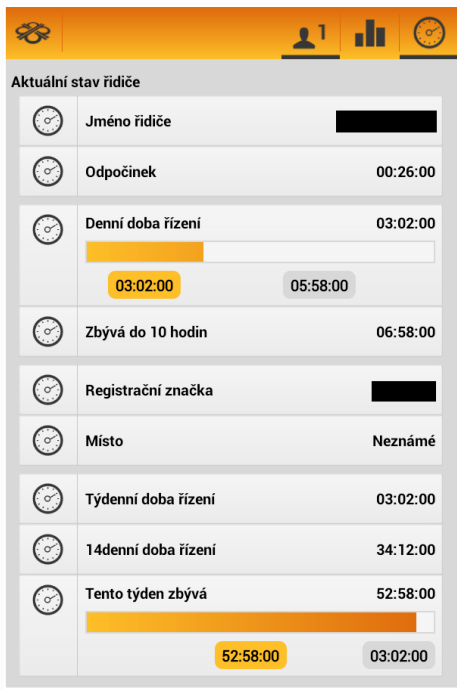 1
Aktuální stav řidiče
Jméno řidiče
Odpočinek 00:26:00
Denní doba řízení 03:02:00
03:02:00 05:58:00
Zbývá do 10 hodin 06:58:00
Registrační značka
Místo Neznámé
Týdenní doba řízení 03:02:00
14denní doba řízení 34:12:00
Tento týden zbývá 52:58:00
52:58:00 03:02:00